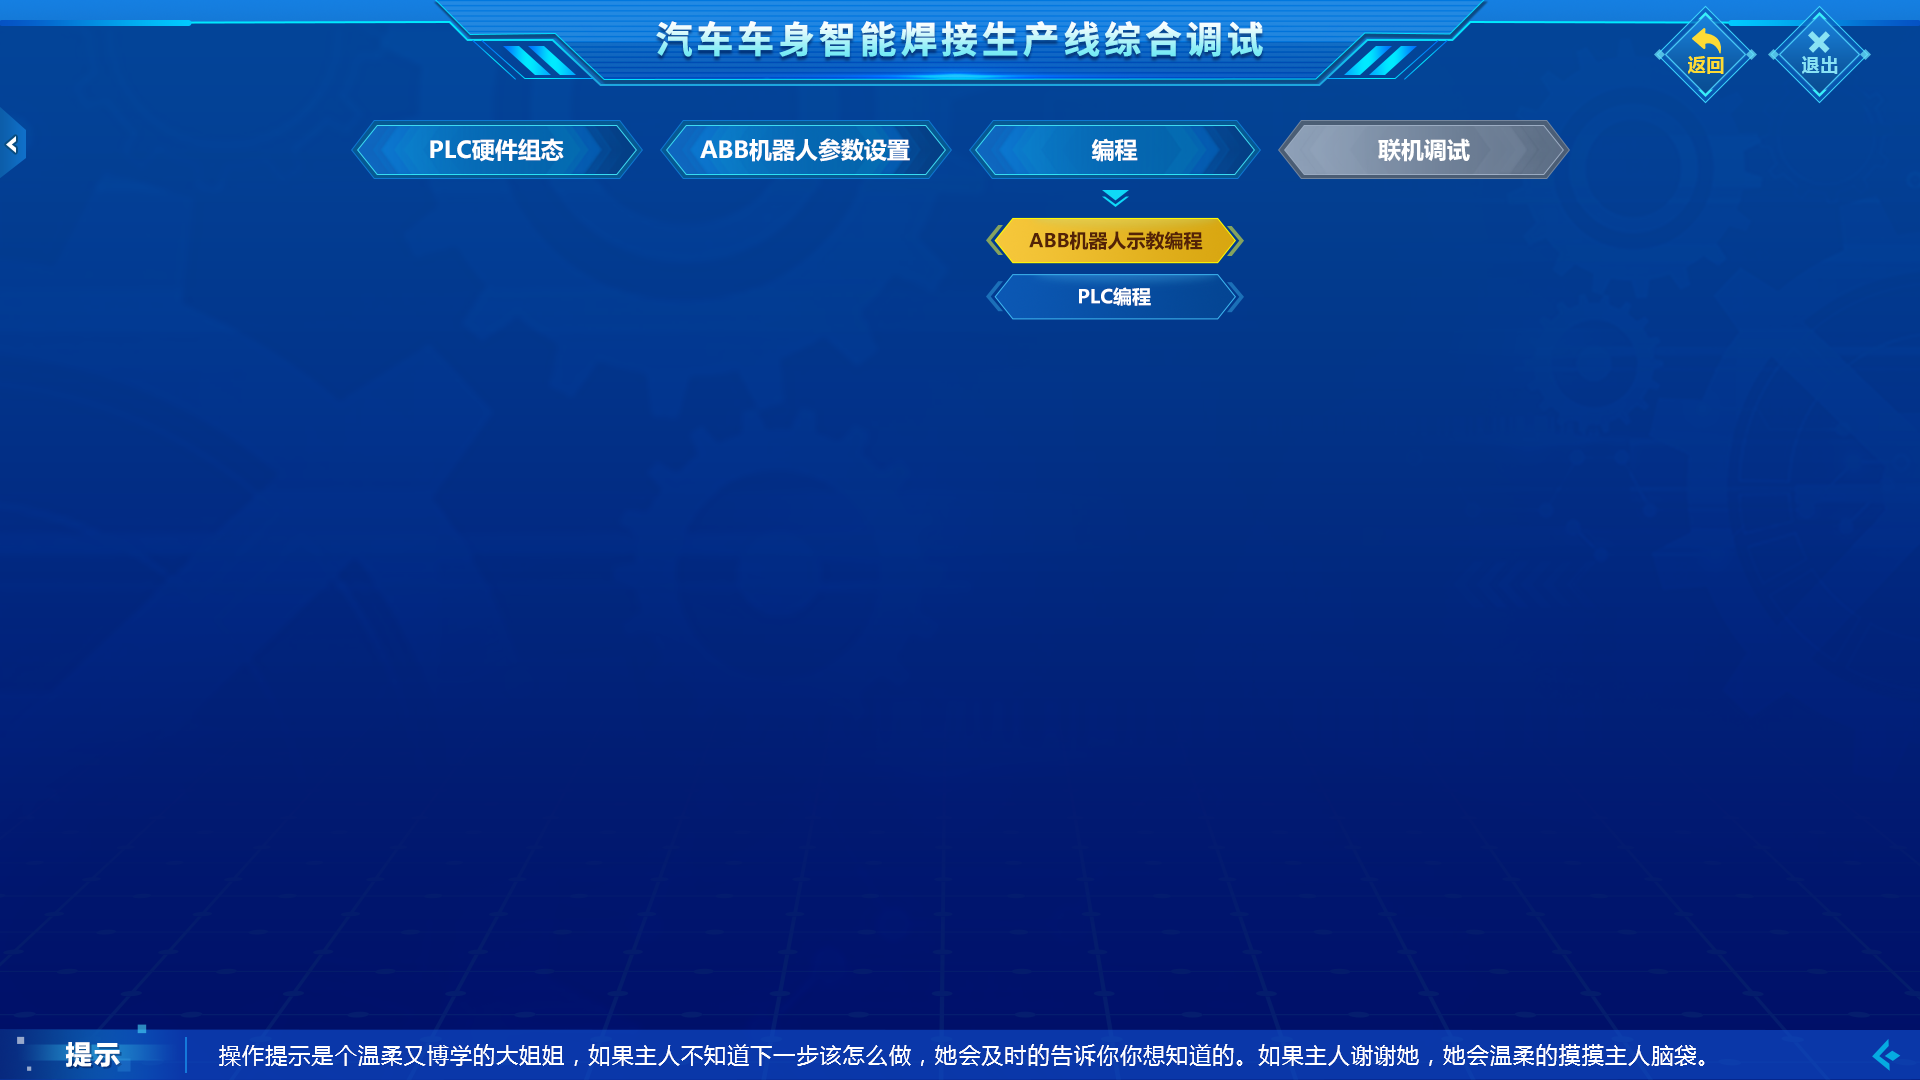 汽车车身智能焊接生产线综合调试
返回
退出
PLC硬件组态
ABB机器人参数设置
编程
联机调试
ABB机器人示教编程
PLC编程
提示
操作提示是个温柔又博学的大姐姐，如果主人不知道下一步该怎么做，她会及时的告诉你你想知道的。如果主人谢谢她，她会温柔的摸摸主人脑袋。